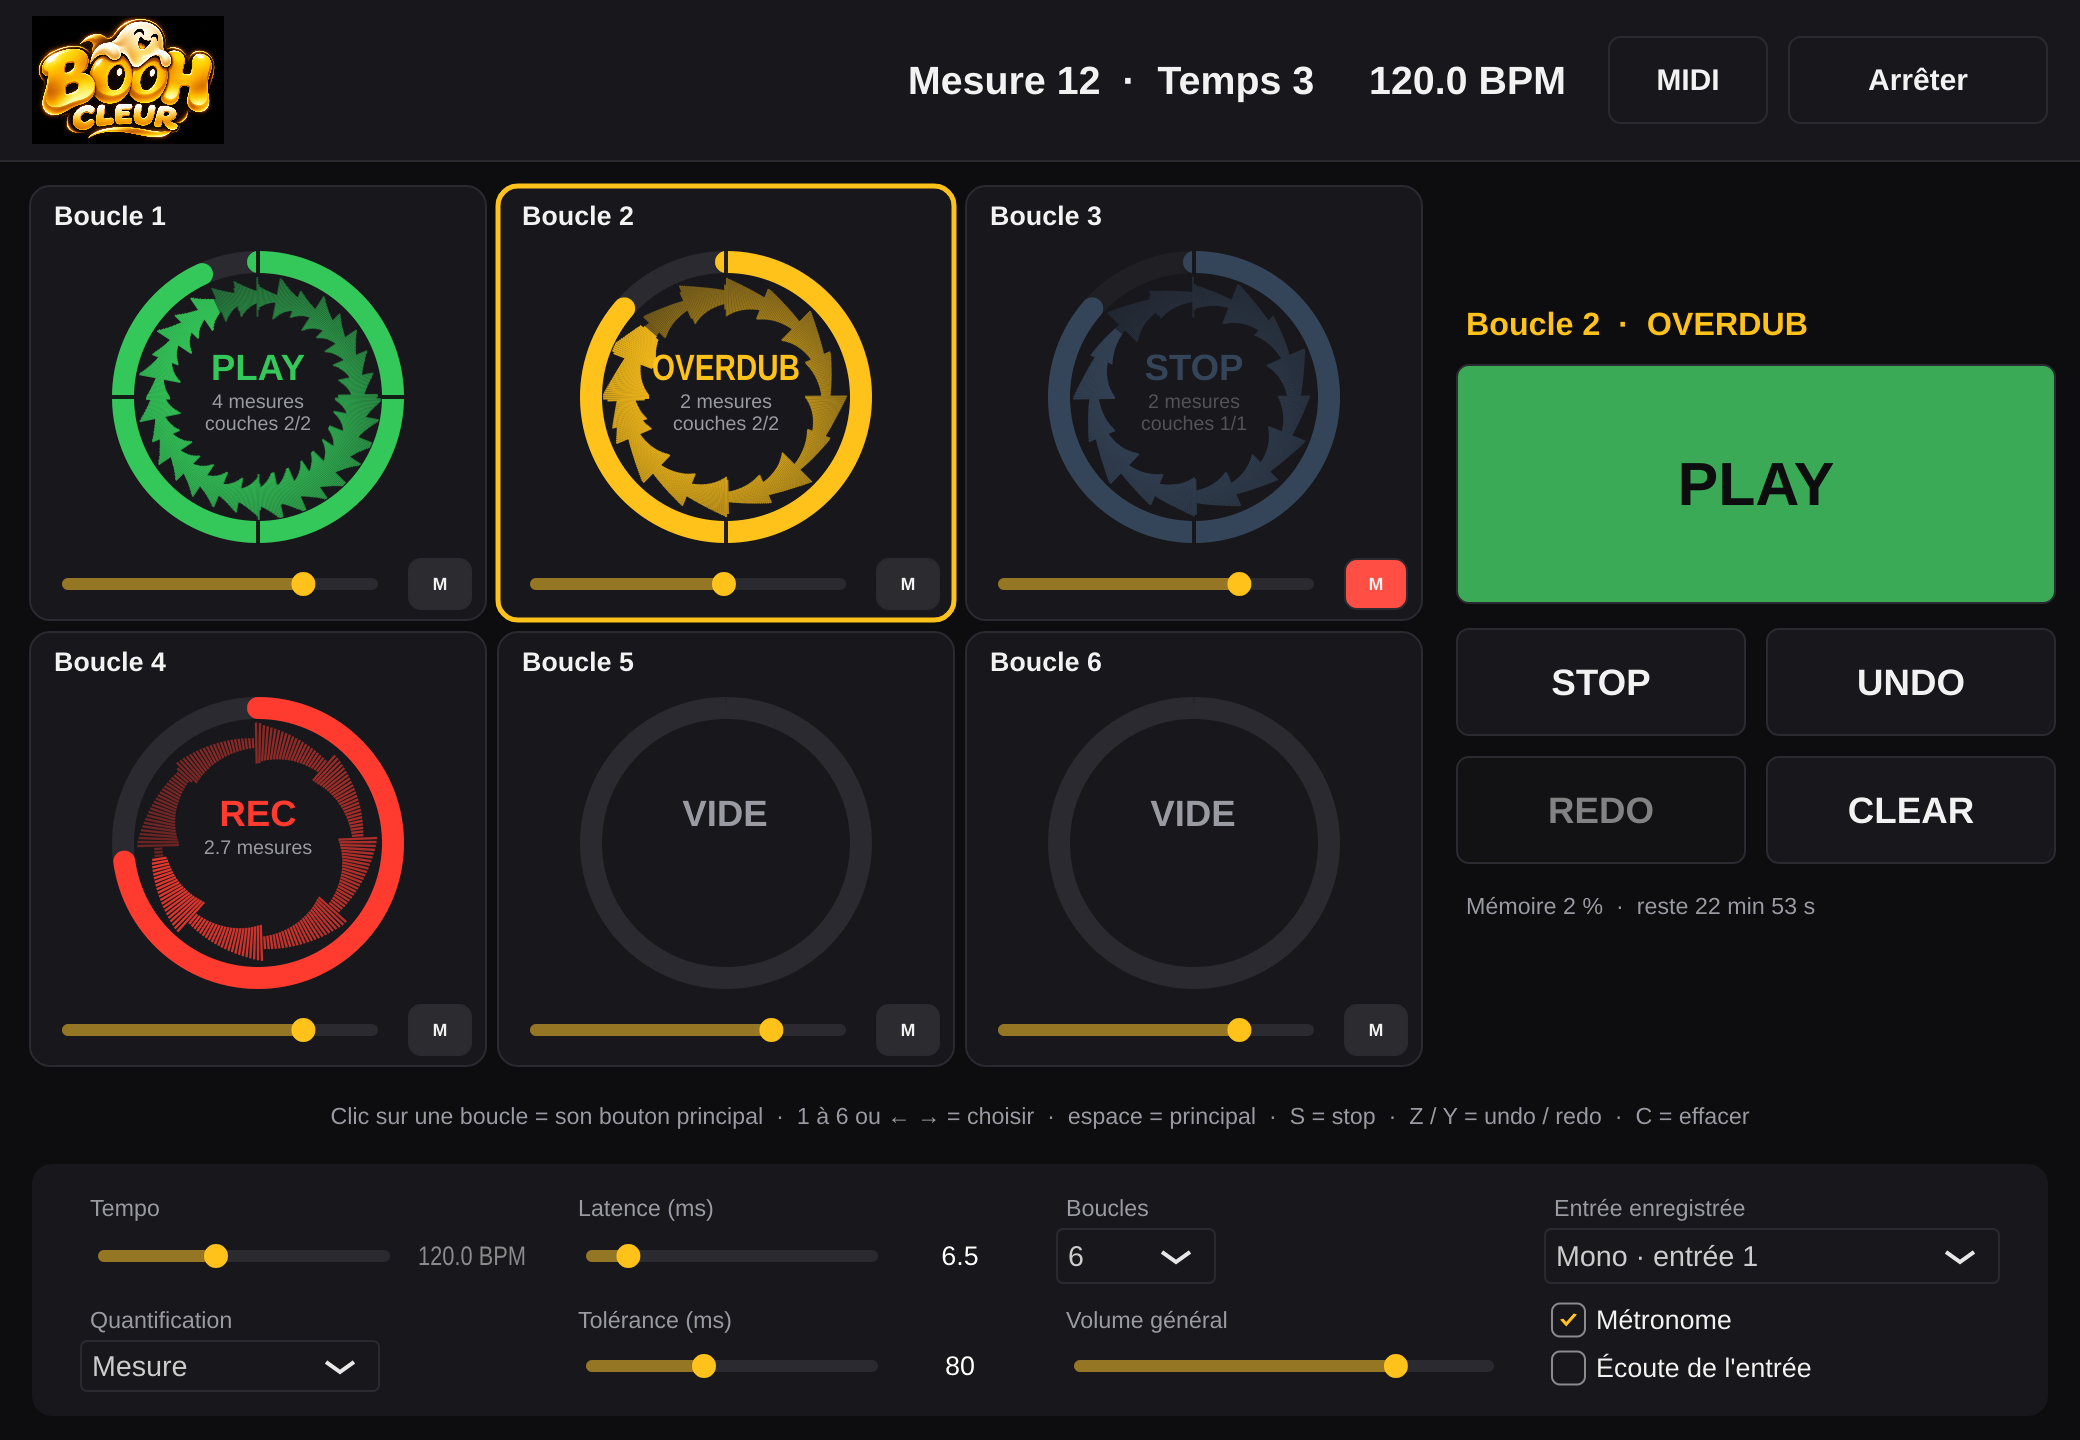 BOOH
CLEUR
Mesure 12 · Temps 3
120.0 BPM
MIDI
Arrêter
Boucle 1
PLAY
4 mesures
couches 2/2
M
Boucle 2
OVERDUB
2 mesures
couches 2/2
M
Boucle 3
STOP
2 mesures
couches 1/1
M
Boucle 4
REC
2.7 mesures
M
Boucle 5
VIDE
M
Boucle 6
VIDE
M
Boucle 2 · OVERDUB
PLAY
STOP
UNDO
REDO
CLEAR
Mémoire 2 % · reste 22 min 53 s
Clic sur une boucle = son bouton principal · 1 à 6 ou ← → = choisir · espace = principal · S = stop · Z / Y = undo / redo · C = effacer
Tempo
120.0 BPM
Latence (ms)
6.5
Boucles
6
Entrée enregistrée
Mono · entrée 1
Quantification
Mesure
Tolérance (ms)
80
Volume général
Métronome
Écoute de l'entrée